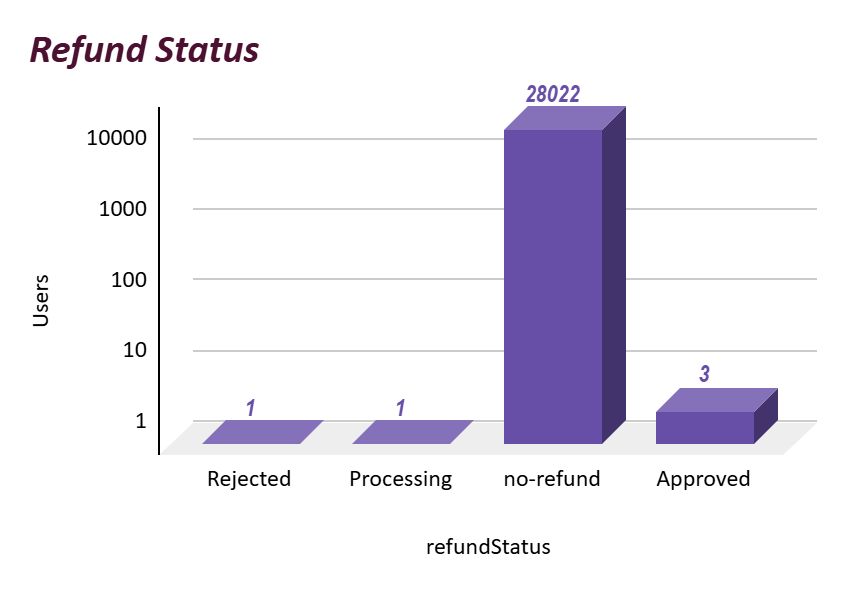 Refund Status
28022
10000
1000
100
Users
10
3
1 1
1
Rejected Processing no-refund Approved
refundStatus